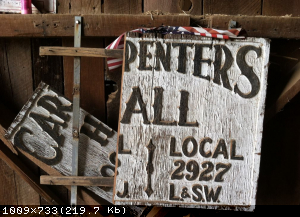 CAR PENTERS
H ALL
L LOCAL
2927
J. L&SW.
1009x733(219.7 Kb)